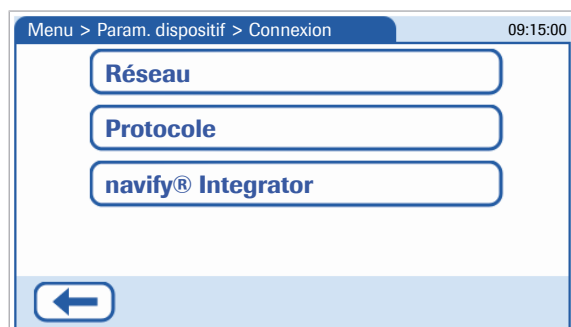 Menu > Param. dispositif > Connexion 09:15:00
Réseau
Protocole
navify® Integrator